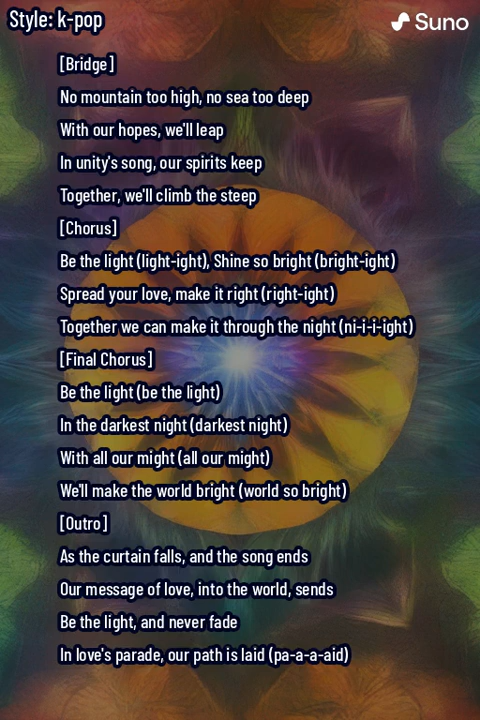 Style: k-pop
Suno
[Bridge]
No mountain too high, no sea too deep
With our hopes, we'll leap
In unity's song, our spirits keep
Together, we'll climb the steep
[Chorus]
Be the light (light-ight), Shine so bright (bright-ight)
Spread your love, make it right (right-ight)
Together we can make it through the night (ni-i-i-ight)
[Final Chorus]
Be the light (be the light)
In the darkest night (darkest night)
With all our might (all our might)
We'll make the world bright (world so bright)
[Outro]
As the curtain falls, and the song ends
Our message of love, into the world, sends
Be the light, and never fade
In love's parade, our path is laid (pa-a-a-aid)